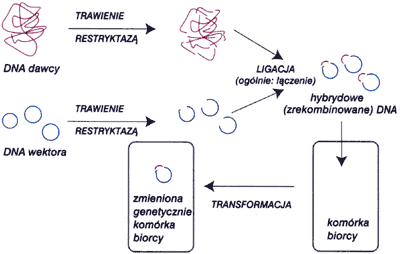 TRAWIENIE
RESTRYKTAZĄ
DNA dawcy
LIGACJA
(ogólnie: łączenie)
hybrydowe
(zrekombinowane) DNA
TRAWIENIE
RESTRYKTAZĄ
DNA wektora
zmieniona
genetycznie
komórka
biorcy
TRANSFORMACJA
komórka
biorcy